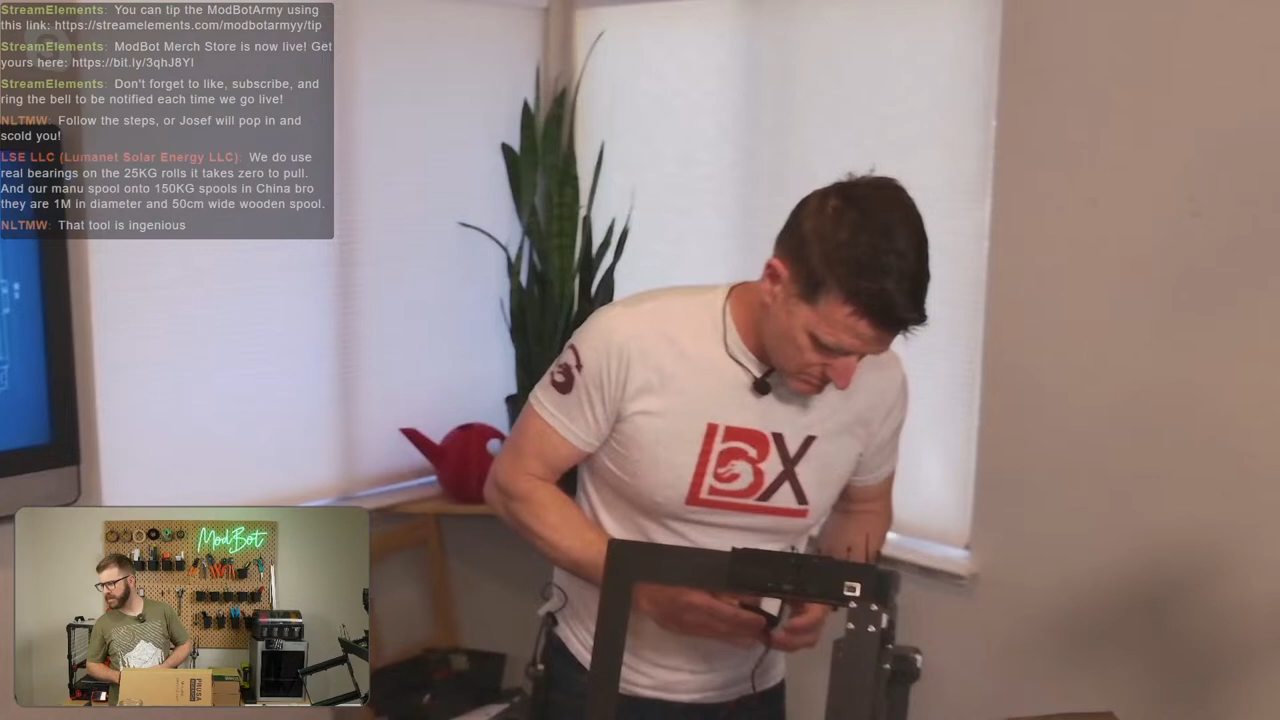 StreamElements: You can tip the ModBotArmy using
this link: https://streamelements.com/modbotarmyy/tip
StreamElements: ModBot Merch Store is now live! Get
yours here: https://bit.ly/3qhJ8Yl
StreamElements: Don't forget to like, subscribe, and
ring the bell to be notified each time we go live!
NLTMW: Follow the steps, or Josef will pop in and
scold you!
LSE LLC (Lumanet Solar Energy LLC): We do use
real bearings on the 25KG rolls it takes zero to pull.
And our manu spool onto 150KG spools in China bro
they are 1M in diameter and 50cm wide wooden spool.
NLTMW: That tool is ingenious
LBX
ModBot
PRUSA